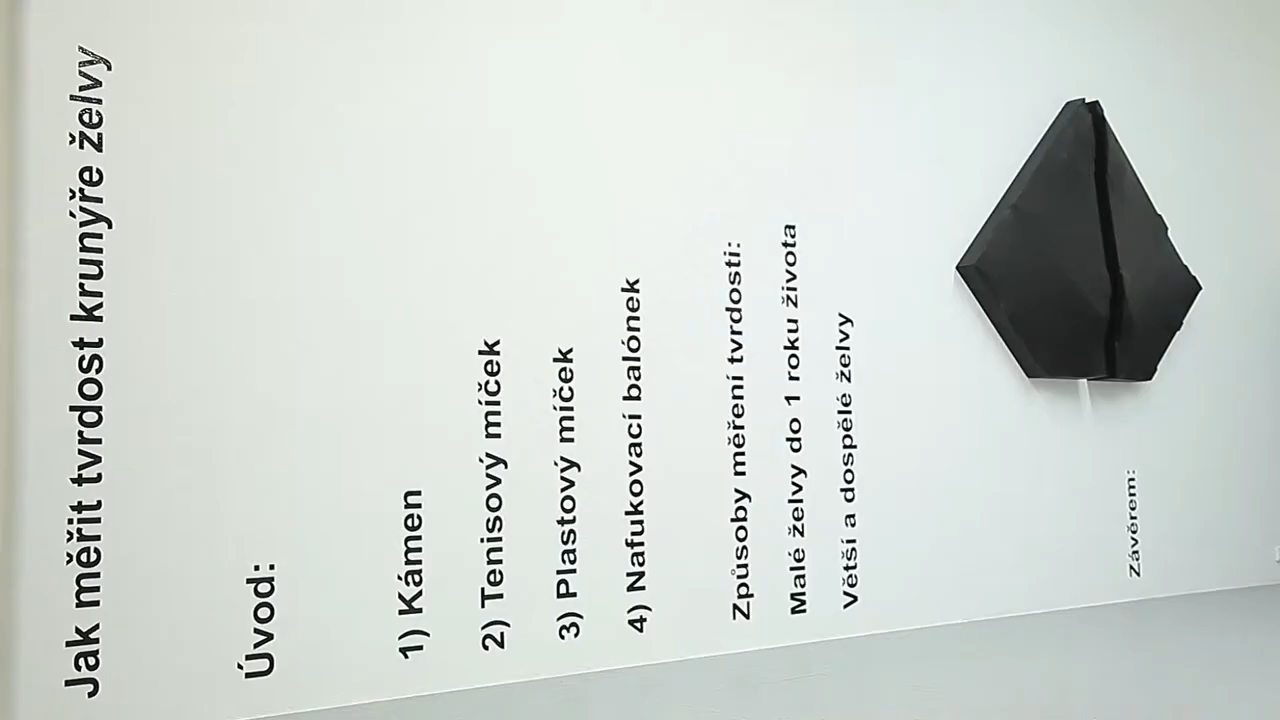 Jak měřit tvrdost krunýře želvy
Úvod:
1) Kámen
2) Tenisový míček
3) Plastový míček
4) Nafukovací balónek
Způsoby měření tvrdosti:
Malé želvy do 1 roku života
Větší a dospělé želvy
Závěrem: